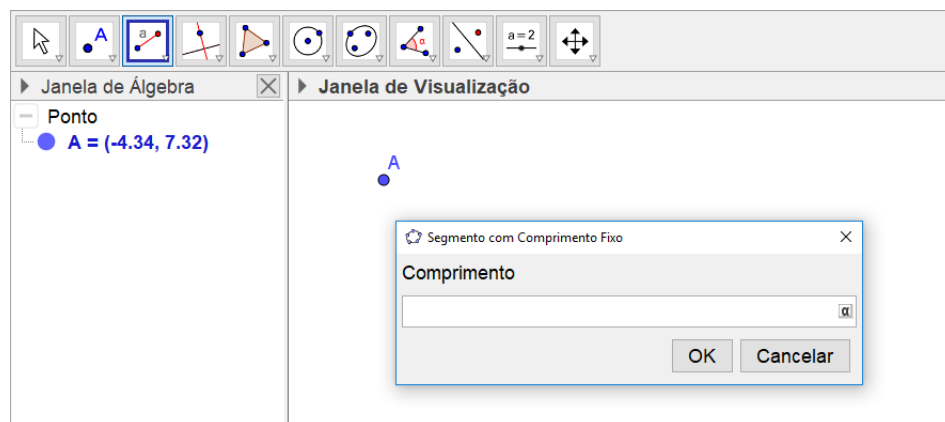 A
a
α
a = 2
Janela de Álgebra
Janela de Visualização
Ponto
A = (-4.34, 7.32)
A
Segmento com Comprimento Fixo
Comprimento
α
OK Cancelar